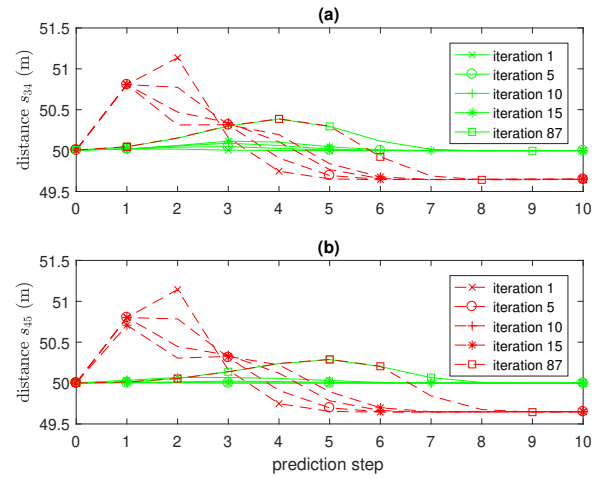 (a)
51.5
51
50.5
50
49.5
distance s34 (m)
iteration 1
iteration 5
iteration 10
iteration 15
iteration 87
0 1 2 3 4 5 6 7 8 9 10
(b)
51.5
51
50.5
50
49.5
distance s45 (m)
iteration 1
iteration 5
iteration 10
iteration 15
iteration 87
0 1 2 3 4 5 6 7 8 9 10
prediction step